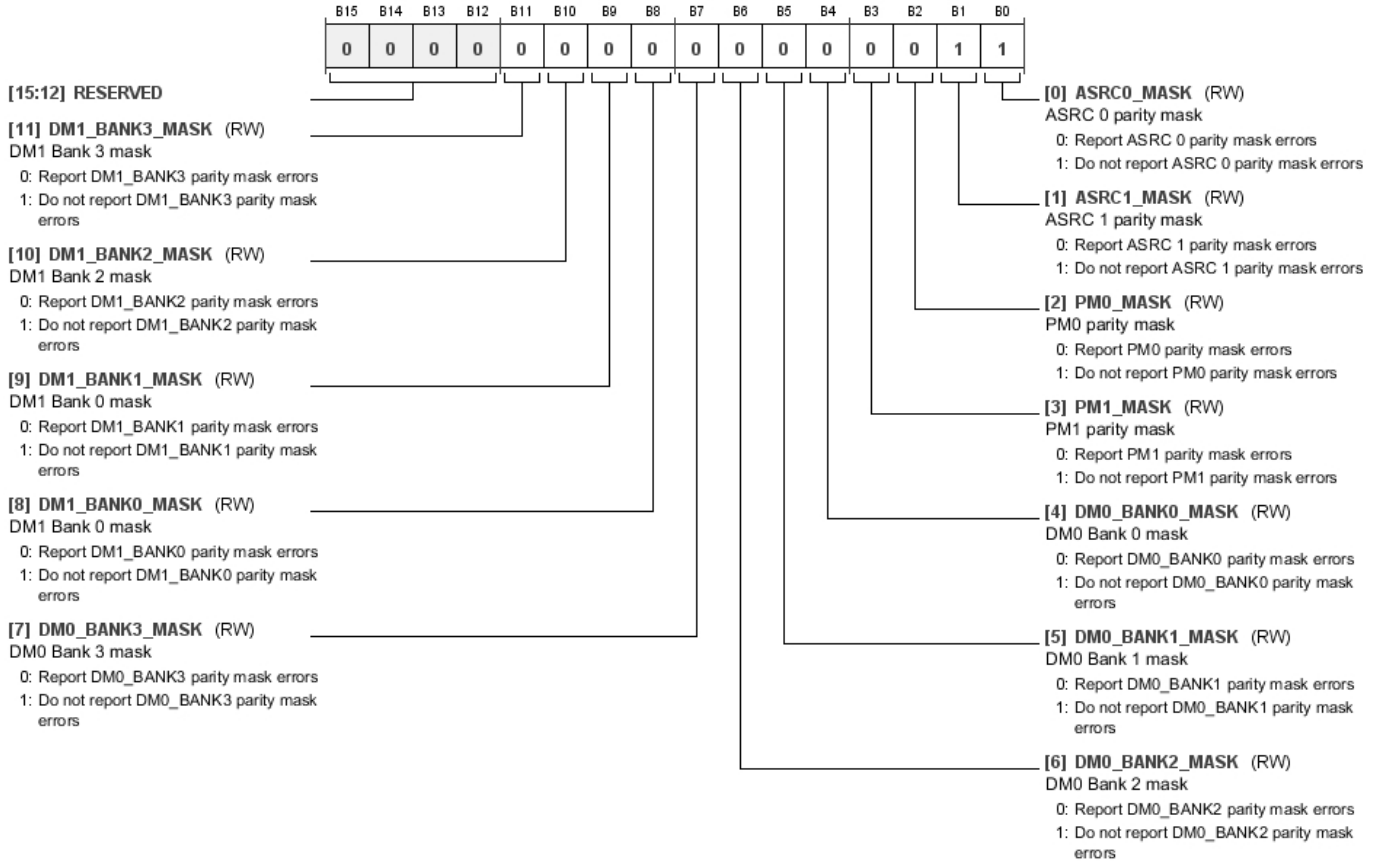 B15 B14 B13 B12 B11 B10 B9 B8 B7 B6 B5 B4 B3 B2 B1 B0
0 0 0 0 0 0 0 0 0 0 0 0 0 0 1 1
[15:12] RESERVED
[11] DM1_BANK3_MASK (RW)
DM1 Bank 3 mask
0: Report DM1_BANK3 parity mask errors
1: Do not report DM1_BANK3 parity mask
errors
[10] DM1_BANK2_MASK (RW)
DM1 Bank 2 mask
0: Report DM1_BANK2 parity mask errors
1: Do not report DM1_BANK2 parity mask
errors
[9] DM1_BANK1_MASK (RW)
DM1 Bank 0 mask
0: Report DM1_BANK1 parity mask errors
1: Do not report DM1_BANK1 parity mask
errors
[8] DM1_BANK0_MASK (RW)
DM1 Bank 0 mask
0: Report DM1_BANK0 parity mask errors
1: Do not report DM1_BANK0 parity mask
errors
[7] DM0_BANK3_MASK (RW)
DM0 Bank 3 mask
0: Report DM0_BANK3 parity mask errors
1: Do not report DM0_BANK3 parity mask
errors
[0] ASRC0_MASK (RW)
ASRC 0 parity mask
0: Report ASRC 0 parity mask errors
1: Do not report ASRC 0 parity mask errors
[1] ASRC1_MASK (RW)
ASRC 1 parity mask
0: Report ASRC 1 parity mask errors
1: Do not report ASRC 1 parity mask errors
[2] PM0_MASK (RW)
PM0 parity mask
0: Report PM0 parity mask errors
1: Do not report PM0 parity mask errors
[3] PM1_MASK (RW)
PM1 parity mask
0: Report PM1 parity mask errors
1: Do not report PM1 parity mask errors
[4] DM0_BANK0_MASK (RW)
DM0 Bank 0 mask
0: Report DM0_BANK0 parity mask errors
1: Do not report DM0_BANK0 parity mask
errors
[5] DM0_BANK1_MASK (RW)
DM0 Bank 1 mask
0: Report DM0_BANK1 parity mask errors
1: Do not report DM0_BANK1 parity mask
errors
[6] DM0_BANK2_MASK (RW)
DM0 Bank 2 mask
0: Report DM0_BANK2 parity mask errors
1: Do not report DM0_BANK2 parity mask
errors